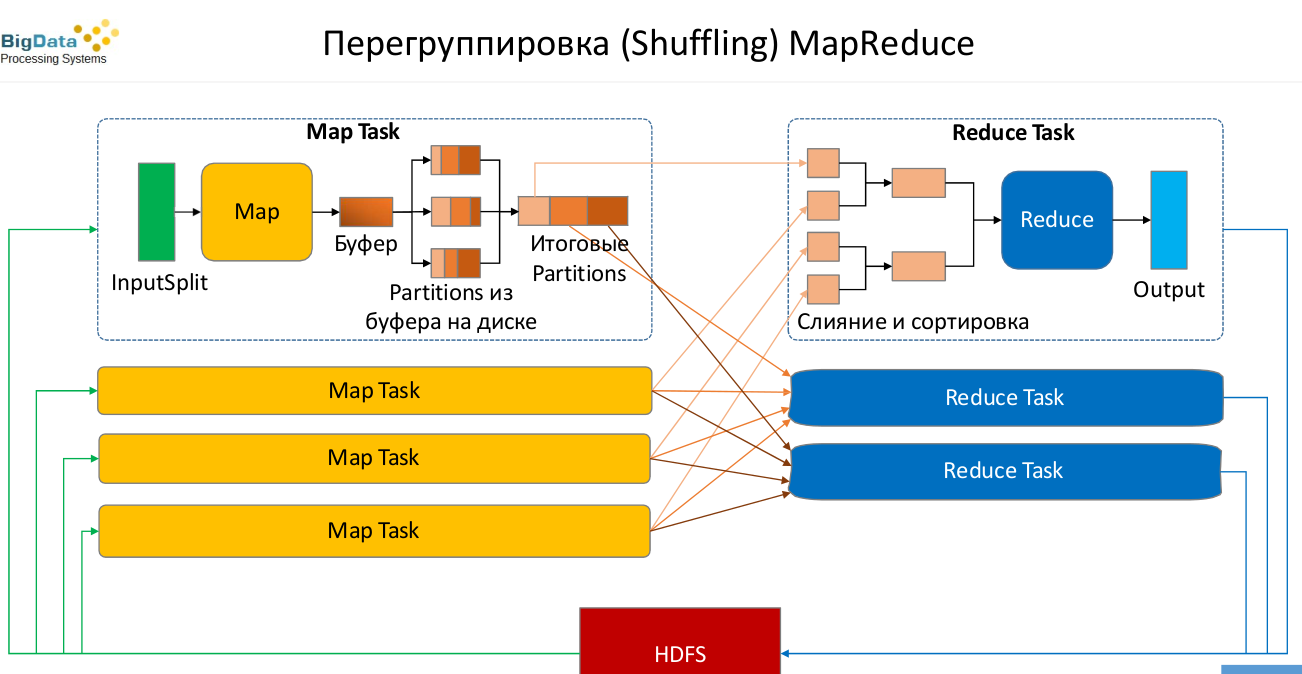 BigData
Processing Systems
Перегруппировка (Shuffling) MapReduce
Map Task
Map
Буфер
InputSplit
Partitions из
буфера на диске
Итоговые
Partitions
Reduce Task
Reduce
Output
Слияние и сортировка
Map Task
Map Task
Map Task
Reduce Task
Reduce Task
HDFS